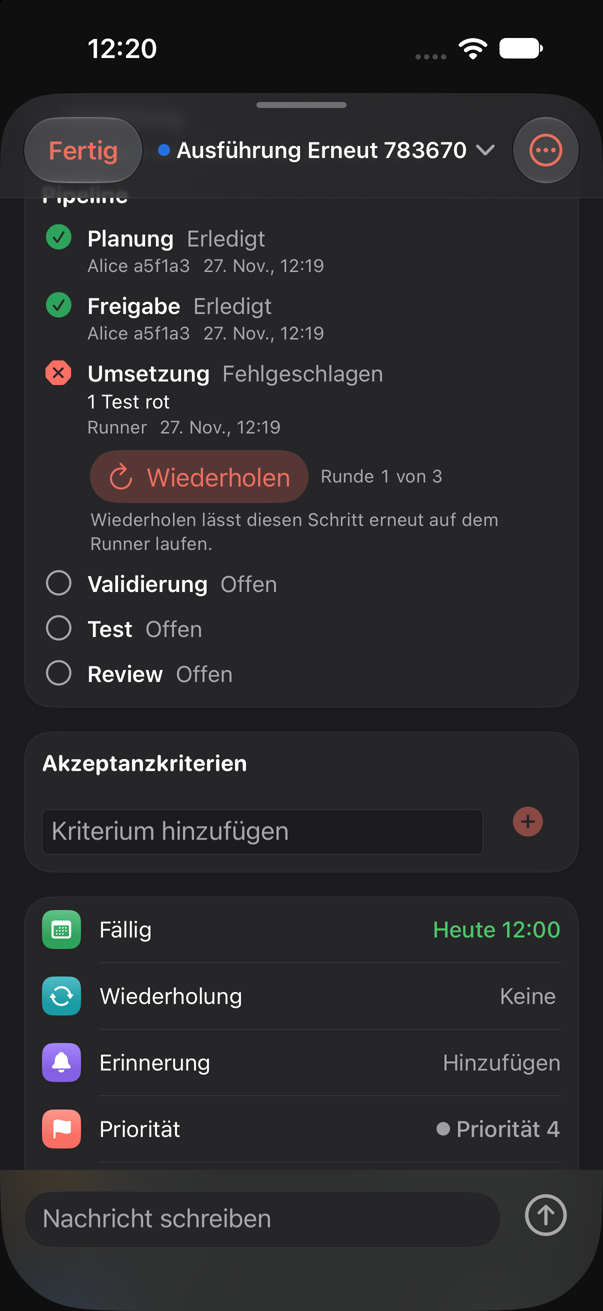 12:20
Fertig
Ausführung Erneut 783670
Pipeline
Planung Erledigt
Alice a5f1a3 27. Nov., 12:19
Freigabe Erledigt
Alice a5f1a3 27. Nov., 12:19
Umsetzung Fehlgeschlagen
1 Test rot
Runner 27. Nov., 12:19
Wiederholen Runde 1 von 3
Wiederholen lässt diesen Schritt erneut auf dem
Runner laufen.
Validierung Offen
Test Offen
Review Offen
Akzeptanzkriterien
Kriterium hinzufügen
Fällig Heute 12:00
Wiederholung Keine
Erinnerung Hinzufügen
Priorität Priorität 4
Nachricht schreiben